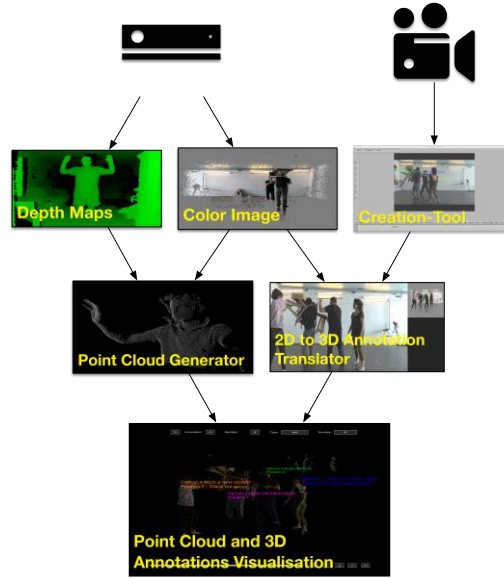 Depth Maps
Color Image
Creation-Tool
Point Cloud Generator
2D to 3D Annotation
Translator
Point Cloud and 3D
Annotations Visualisation